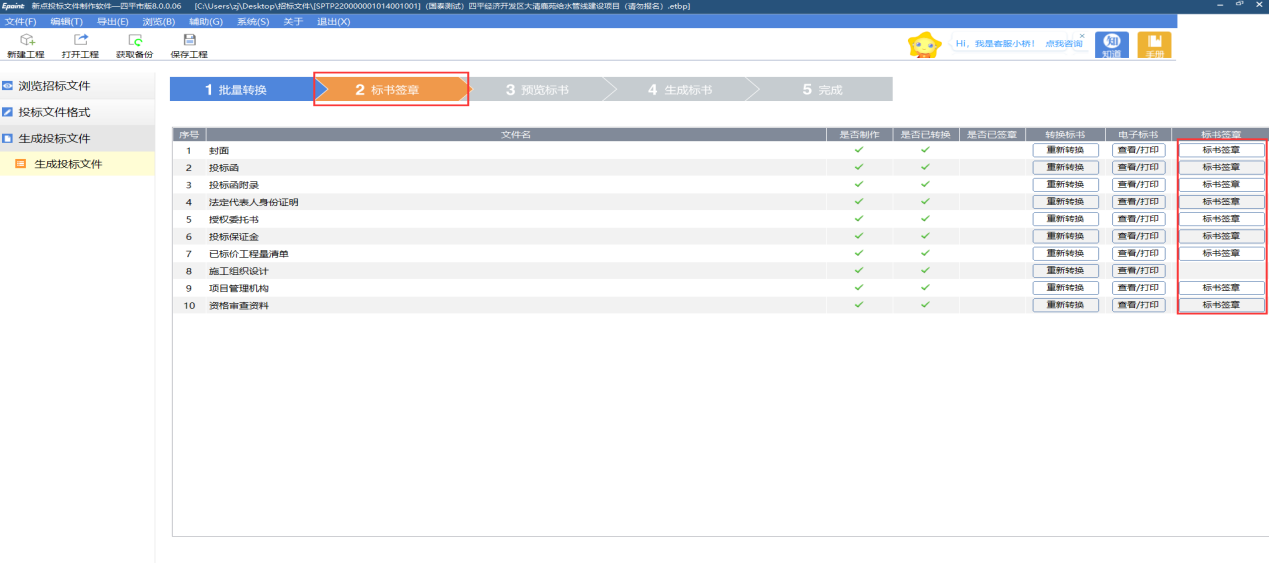 Epoint 新点投标文件制作软件—四平市版8.0.0.06 [C:\Users\zj\Desktop\招标文件\[SPTP220000001014001001]（国泰测试）四平经济开发区大清鹿苑给水管线建设项目（请勿报名）.etbp]
文件(F) 编辑(T) 导出(E) 浏览(B) 辅助(G) 系统(S) 关于 退出(X)
新建工程 打开工程 获取备份 保存工程
Hi，我是客服小桥！ 点我咨询
知 知道 手册
浏览招标文件
投标文件格式
生成投标文件
生成投标文件
1 批量转换 2 标书签章 3 预览标书 4 生成标书 5 完成
序号 文件名 是否制作 是否已转换 是否已签章 转换标书 电子标书 标书签章
1 封面 重新转换 查看/打印 标书签章
2 投标函 重新转换 查看/打印 标书签章
3 投标函附录 重新转换 查看/打印 标书签章
4 法定代表人身份证明 重新转换 查看/打印 标书签章
5 授权委托书 重新转换 查看/打印 标书签章
6 投标保证金 重新转换 查看/打印 标书签章
7 已标价工程量清单 重新转换 查看/打印 标书签章
8 施工组织设计 重新转换 查看/打印
9 项目管理机构 重新转换 查看/打印 标书签章
10 资格审查资料 重新转换 查看/打印 标书签章